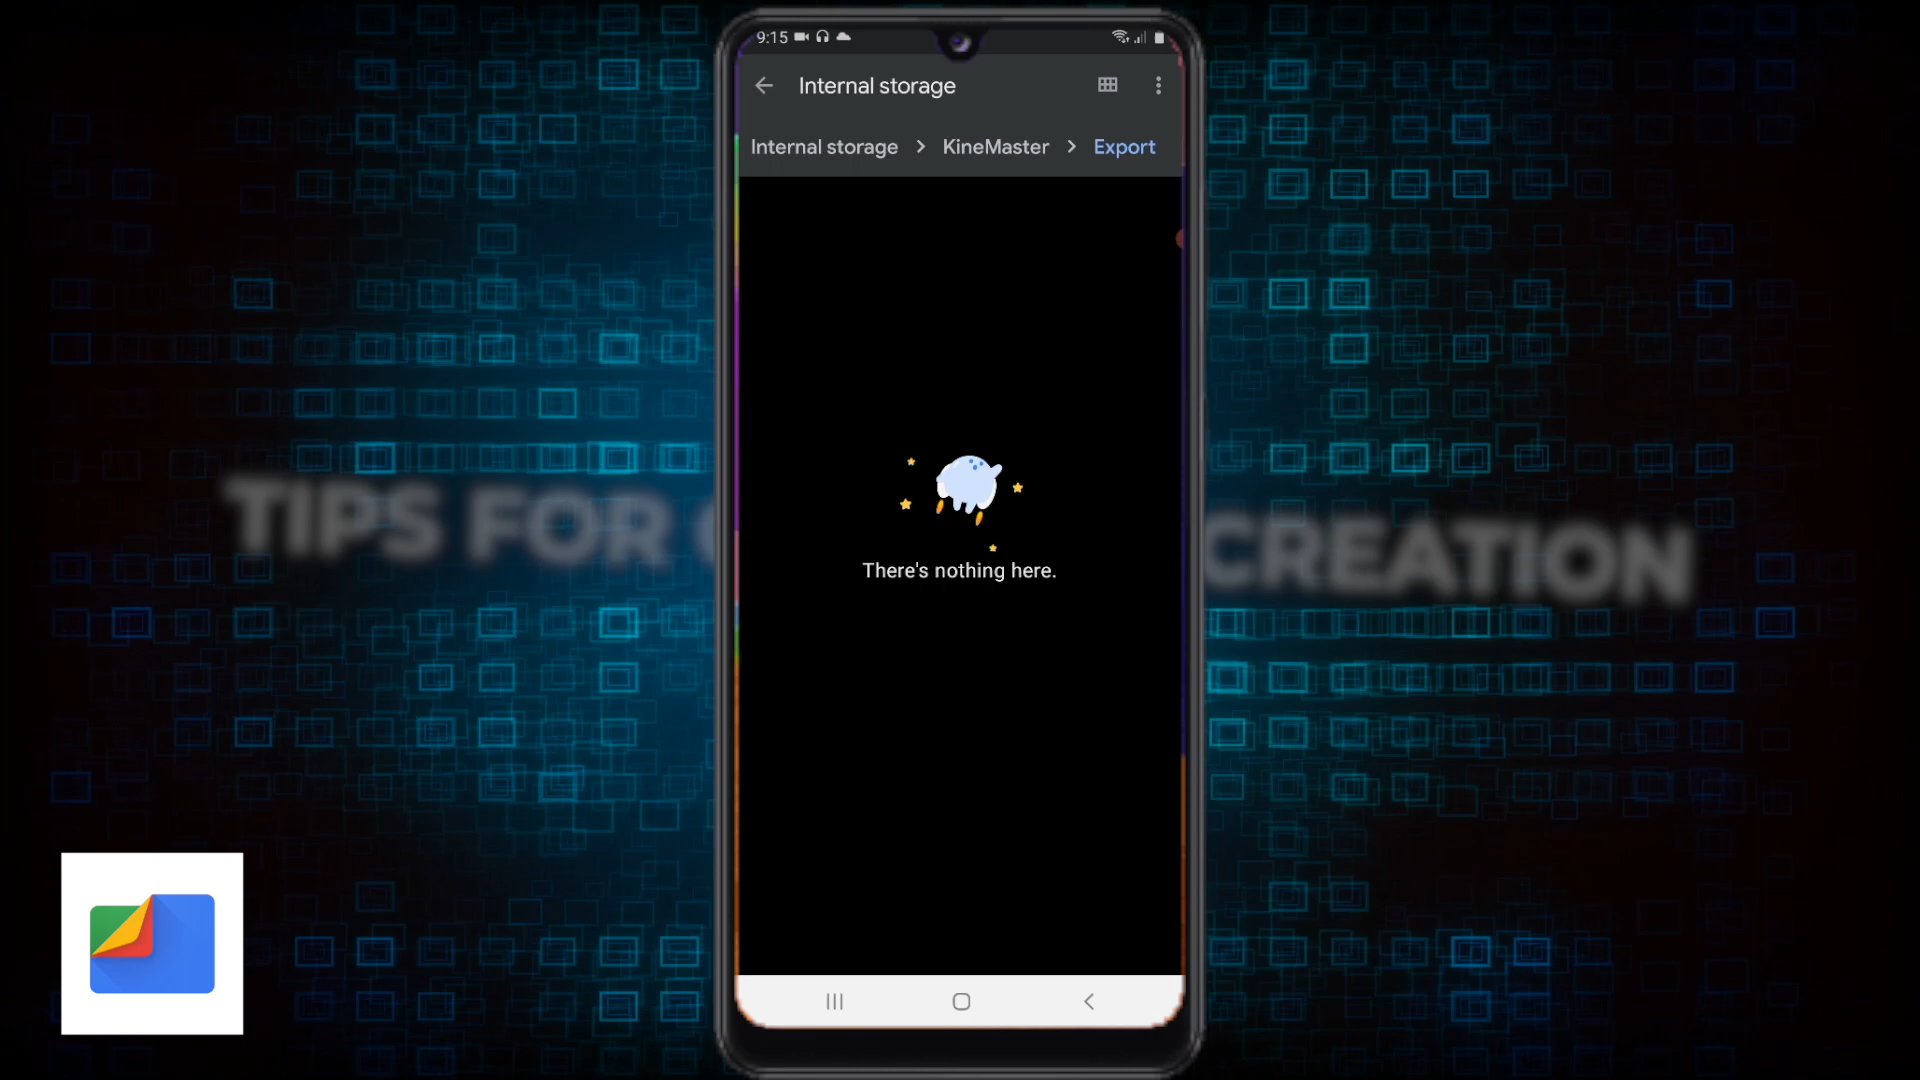 9:15
Internal storage
Internal storage > KineMaster > Export
TIPS FOR CREATION
There's nothing here.